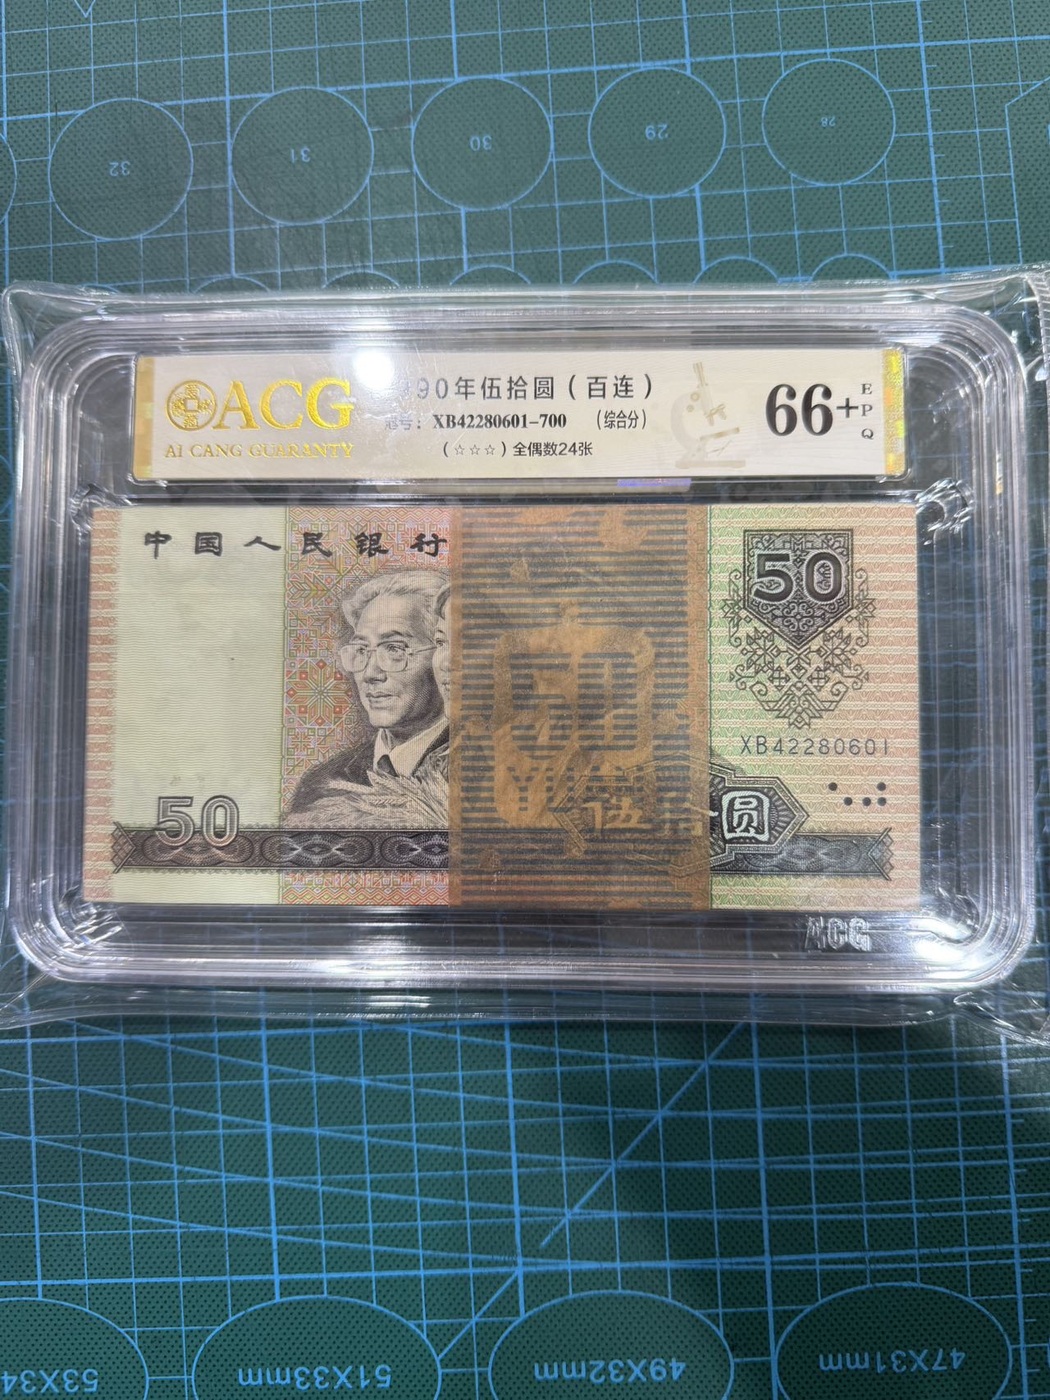 32
31
30
29
28
ACG
AI CANG GUARANTY
90年伍拾圆（百连）
冠号：XB42280601-700 （综合分）
（☆☆☆）全偶数24张
66+
EPQ
中国人民银行
50
XB42280601
50
伍拾圆
ACG
53X34
51X33mm
49X32mm
47X31mm